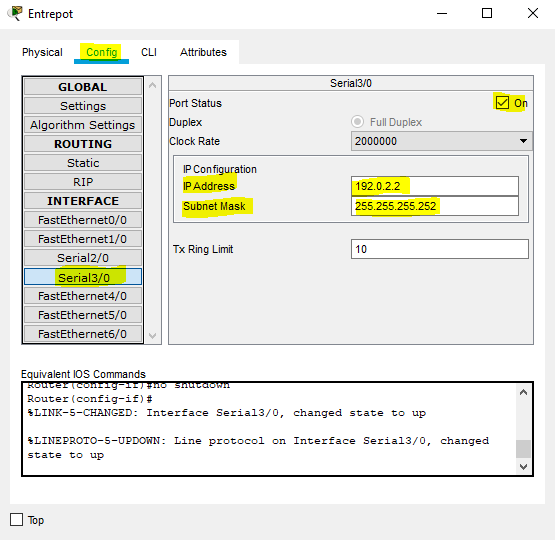 Entrepot
Physical Config CLI Attributes
GLOBAL
Settings
Algorithm Settings
ROUTING
Static
RIP
INTERFACE
FastEthernet0/0
FastEthernet1/0
Serial2/0
Serial3/0
FastEthernet4/0
FastEthernet5/0
FastEthernet6/0
Serial3/0
Port Status On
Duplex Full Duplex
Clock Rate 2000000
IP Configuration
IP Address 192.0.2.2
Subnet Mask 255.255.255.252
Tx Ring Limit 10
Equivalent IOS Commands
Router(config-if)#no shutdown
Router(config-if)#
%LINK-5-CHANGED: Interface Serial3/0, changed state to up
%LINEPROTO-5-UPDOWN: Line protocol on Interface Serial3/0, changed
state to up
Top